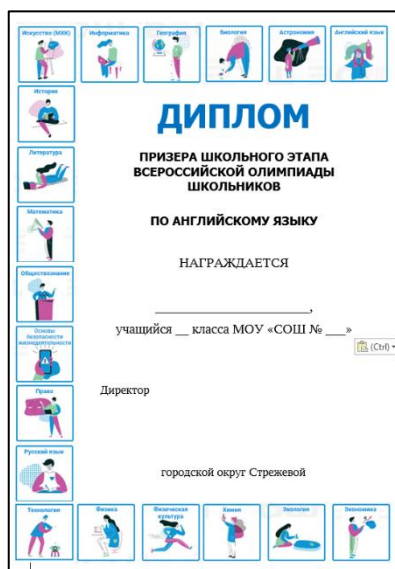 Искусство (МХК) Информатика География Биология Астрономия Английский язык
История
Литература
Математика
Обществознание
Основы
безопасности
жизнедеятельности
Право
Русский язык
ДИПЛОМ
ПРИЗЕРА ШКОЛЬНОГО ЭТАПА
ВСЕРОССИЙСКОЙ ОЛИМПИАДЫ
ШКОЛЬНИКОВ
ПО АНГЛИЙСКОМУ ЯЗЫКУ
НАГРАЖДАЕТСЯ
_________________________,
учащийся __ класса МОУ «СОШ № ___»
(Ctrl)
Директор
городской округ Стрежевой
Технология Физика Физическая культура Химия Экология Экономика